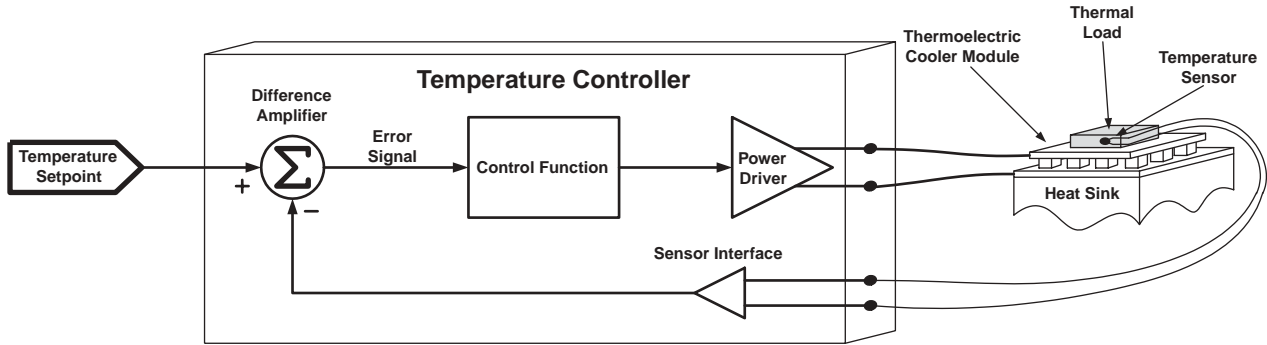 Thermal
Load
Thermoelectric
Cooler Module
Temperature
Sensor
Temperature Controller
Difference
Amplifier
Error
Signal
Temperature
Setpoint
+
Σ
−
Control Function
Power
Driver
Heat Sink
Sensor Interface